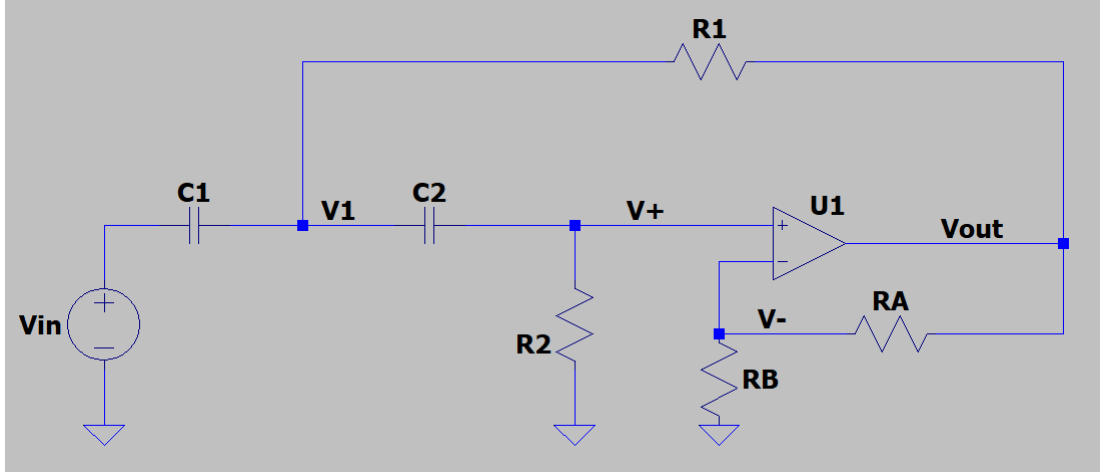 R1
C1
V1
C2
V+
U1
+
−
Vout
Vin
+
−
R2
V-
RA
RB